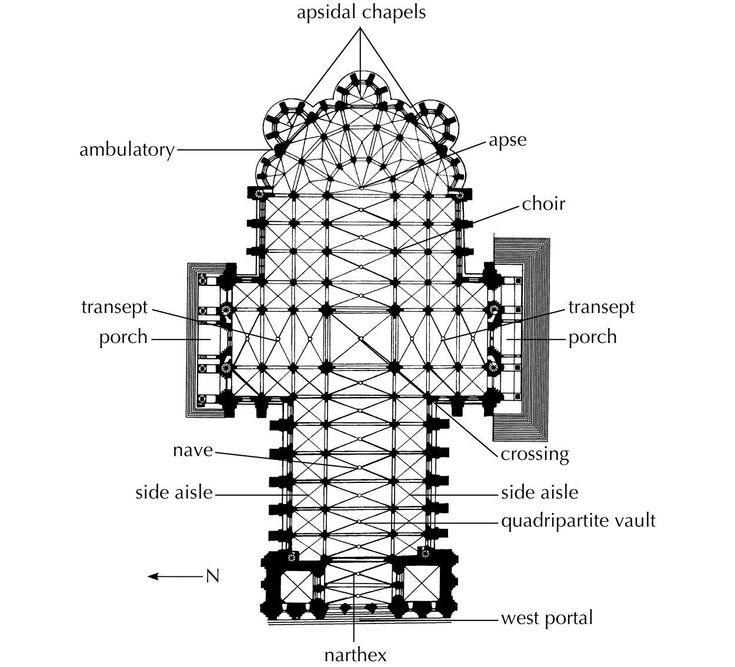 apsidal chapels
ambulatory
apse
choir
transept
transept
porch
porch
nave
crossing
side aisle
side aisle
quadripartite vault
N
west portal
narthex